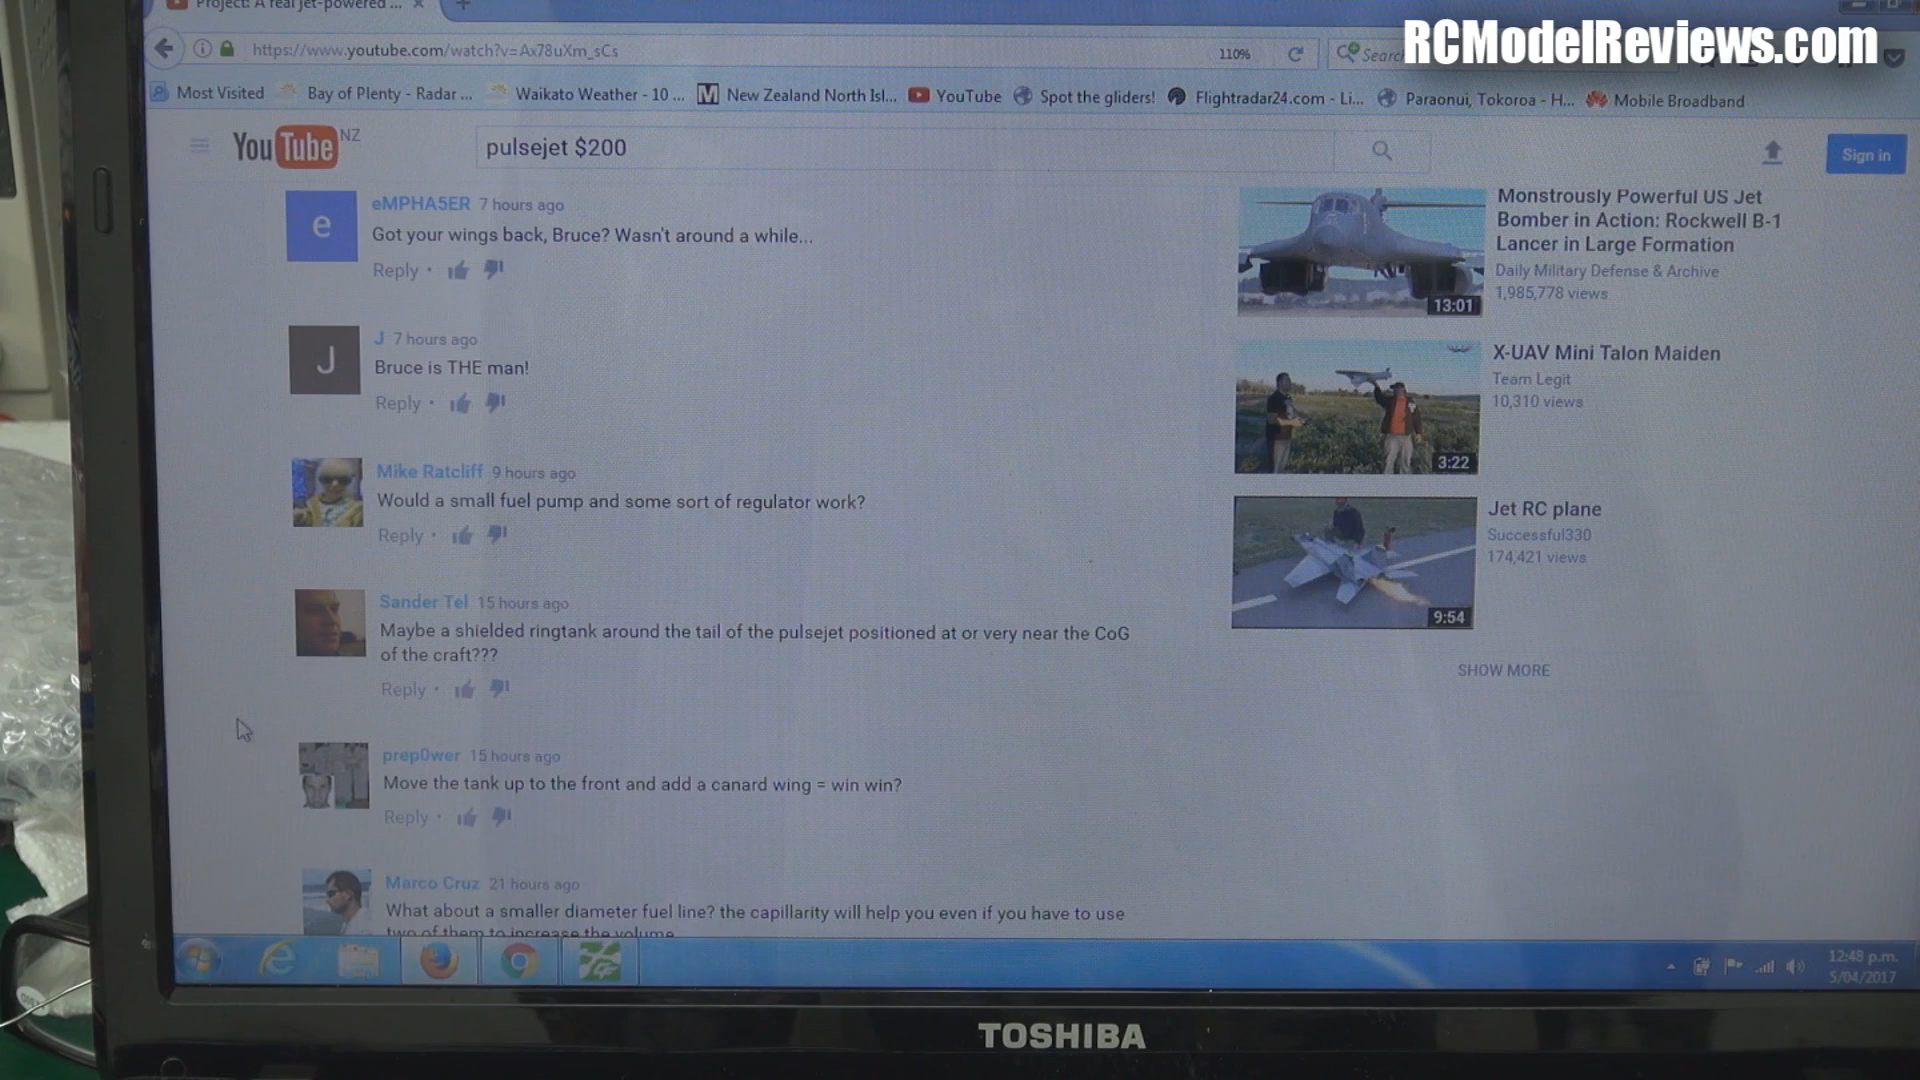 Project: A real jet-powered ...
RCModelReviews.com
https://www.youtube.com/watch?v=Ax78uXm_sCs
110%
Search
Most Visited
Bay of Plenty - Radar ...
Waikato Weather - 10 ...
New Zealand North Isl...
YouTube
Spot the gliders!
Flightradar24.com - Li...
Paraonui, Tokoroa - H...
Mobile Broadband
YouTube NZ
pulsejet $200
Sign in
e
eMPHA5ER 7 hours ago
Got your wings back, Bruce? Wasn't around a while...
Reply
J
J 7 hours ago
Bruce is THE man!
Reply
Mike Ratcliff 9 hours ago
Would a small fuel pump and some sort of regulator work?
Reply
Sander Tel 15 hours ago
Maybe a shielded ringtank around the tail of the pulsejet positioned at or very near the CoG
of the craft???
Reply
prep0wer 15 hours ago
Move the tank up to the front and add a canard wing = win win?
Reply
Marco Cruz 21 hours ago
What about a smaller diameter fuel line? the capillarity will help you even if you have to use
two of them to increase the volume
Monstrously Powerful US Jet
Bomber in Action: Rockwell B-1
Lancer in Large Formation
Daily Military Defense & Archive
1,985,778 views
13:01
X-UAV Mini Talon Maiden
Team Legit
10,310 views
3:22
Jet RC plane
Successful330
174,421 views
9:54
SHOW MORE
12:48 p.m.
5/04/2017
TOSHIBA